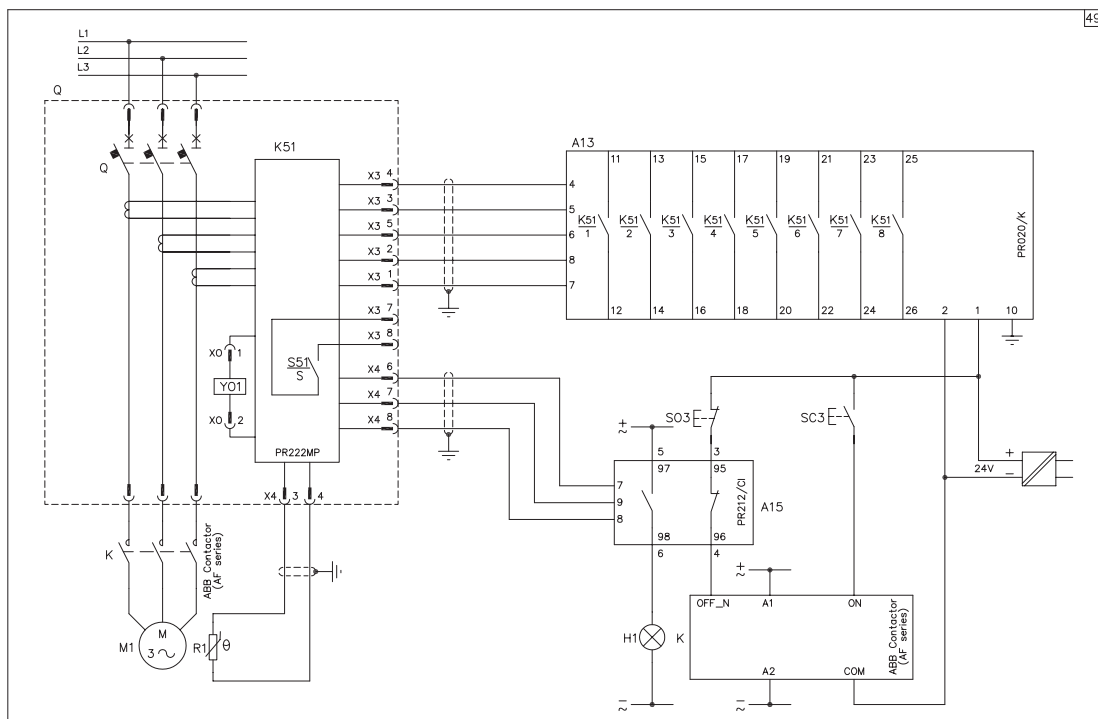 49
L1
L2
L3
Q
Q
K51
A13
X3 4
X3 3
X3 5
X3 2
X3 1
X3 7
X3 8
X4 6
X4 7
X4 8
S51
S
X0 1
Y01
X0 2
PR222MP
X4 3 4
4
5
6
8
7
11 13 15 17 19 21 23 25
K51 K51 K51 K51 K51 K51 K51 K51
1 2 3 4 5 6 7 8
12 14 16 18 20 22 24 26 2 1 10
PR020/K
SO3
SC3
+
~
5 3
97 95
7
9
8
98 96
6 4
PR212/CI
A15
24V
+
−
K
ABB Contactor
(AF series)
M1
M
3 ~
R1
θ
+
~
OFF_N A1 ON
H1
K
A2 COM
ABB Contactor
(AF series)
−
~
−
~